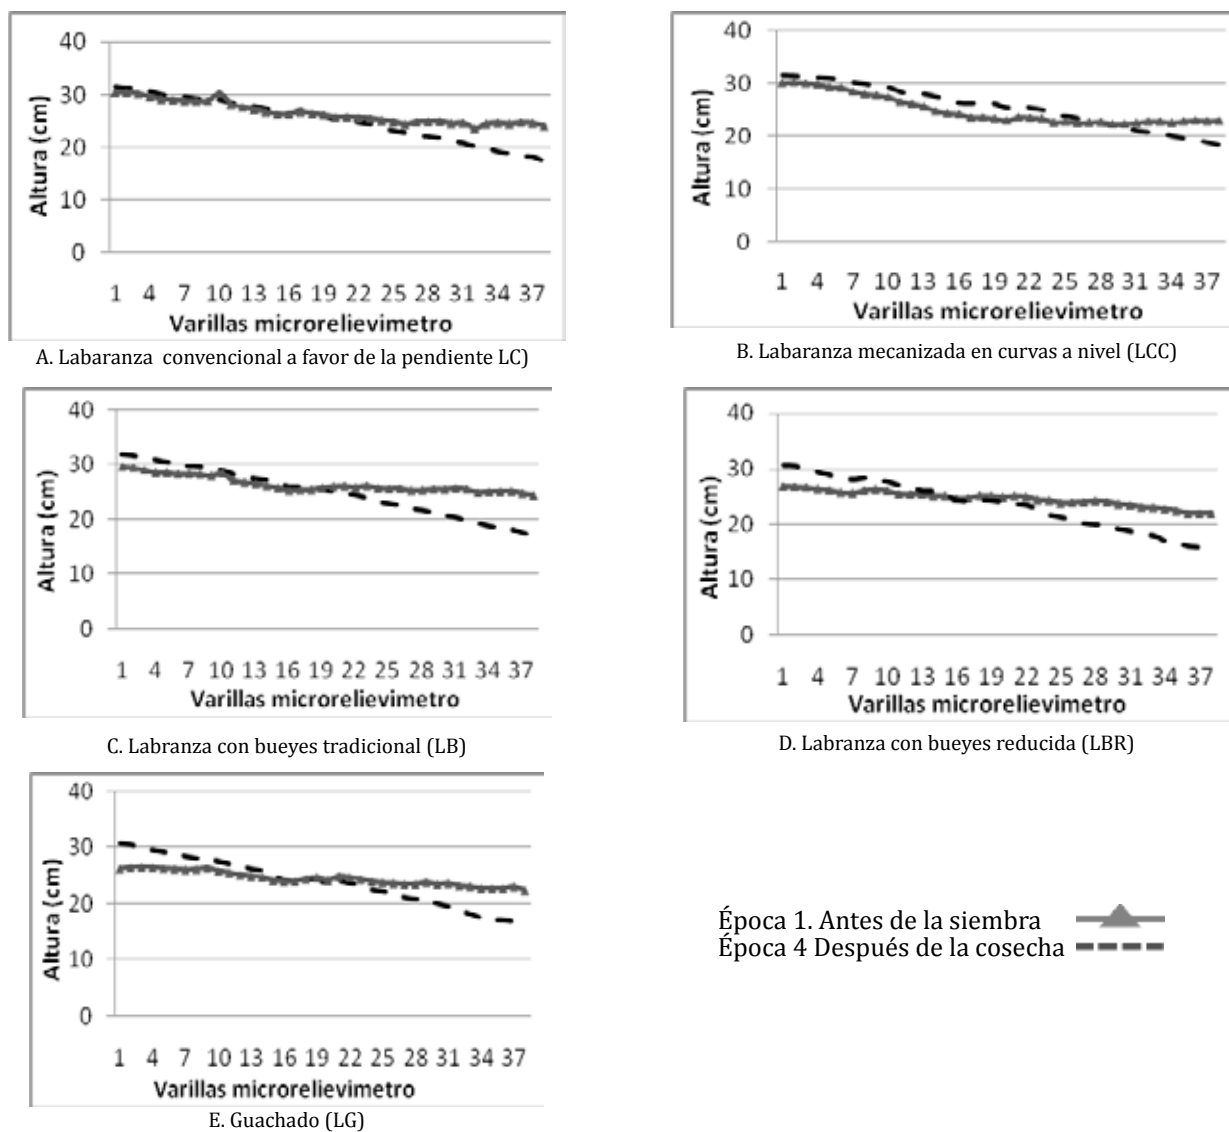 40
30
20
10
0
Altura (cm)
1 4 7 10 13 16 19 22 25 28 31 34 37
Varillas microrelievimetro
A. Labaranza convencional a favor de la pendiente LC)
40
30
20
10
0
Altura (cm)
1 4 7 10 13 16 19 22 25 28 31 34 37
Varillas microrelievimetro
B. Labaranza mecanizada en curvas a nivel (LCC)
40
30
20
10
0
Altura (cm)
1 4 7 10 13 16 19 22 25 28 31 34 37
Varillas microrelievimetro
C. Labranza con bueyes tradicional (LB)
40
30
20
10
0
Altura (cm)
1 4 7 10 13 16 19 22 25 28 31 34 37
Varillas microrelievimetro
D. Labranza con bueyes reducida (LBR)
40
30
20
10
0
Altura (cm)
1 4 7 10 13 16 19 22 25 28 31 34 37
Varillas microrelievimetro
E. Guachado (LG)
Época 1. Antes de la siembra
Época 4 Después de la cosecha